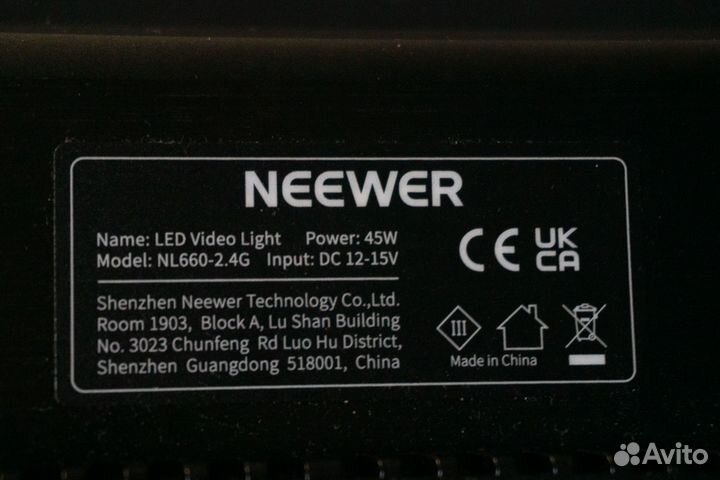 NEEWER
Name: LED Video Light Power: 45W
Model: NL660-2.4G Input: DC 12-15V
CE UK CA
Shenzhen Neewer Technology Co.,Ltd.
Room 1903, Block A, Lu Shan Building
No. 3023 Chunfeng Rd Luo Hu District,
Shenzhen Guangdong 518001, China
III
Made in China
Avito